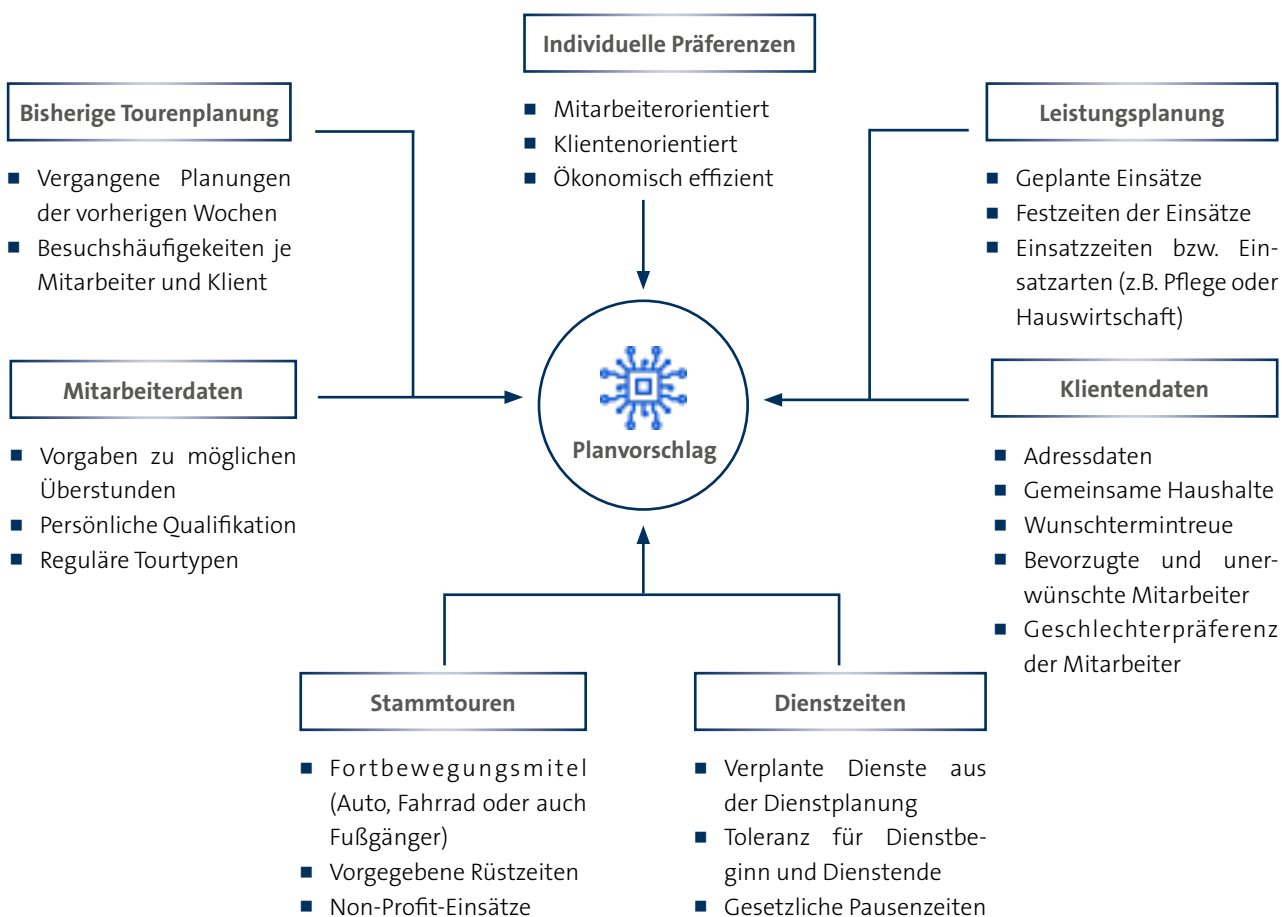 Individuelle Präferenzen
■ Mitarbeiterorientiert
■ Klientenorientiert
■ Ökonomisch effizient
Bisherige Tourenplanung
■ Vergangene Planungen
der vorherigen Wochen
■ Besuchshäufigekeiten je
Mitarbeiter und Klient
Leistungsplanung
■ Geplante Einsätze
■ Festzeiten der Einsätze
■ Einsatzzeiten bzw. Ein-
satzarten (z.B. Pflege oder
Hauswirtschaft)
Mitarbeiterdaten
■ Vorgaben zu möglichen
Überstunden
■ Persönliche Qualifikation
■ Reguläre Tourtypen
Planvorschlag
Klientendaten
■ Adressdaten
■ Gemeinsame Haushalte
■ Wunschtermintreue
■ Bevorzugte und uner-
wünschte Mitarbeiter
■ Geschlechterpräferenz
der Mitarbeiter
Stammtouren
■ Fortbewegungsmitel
(Auto, Fahrrad oder auch
Fußgänger)
■ Vorgegebene Rüstzeiten
■ Non-Profit-Einsätze
Dienstzeiten
■ Verplante Dienste aus
der Dienstplanung
■ Toleranz für Dienstbe-
ginn und Dienstende
■ Gesetzliche Pausenzeiten